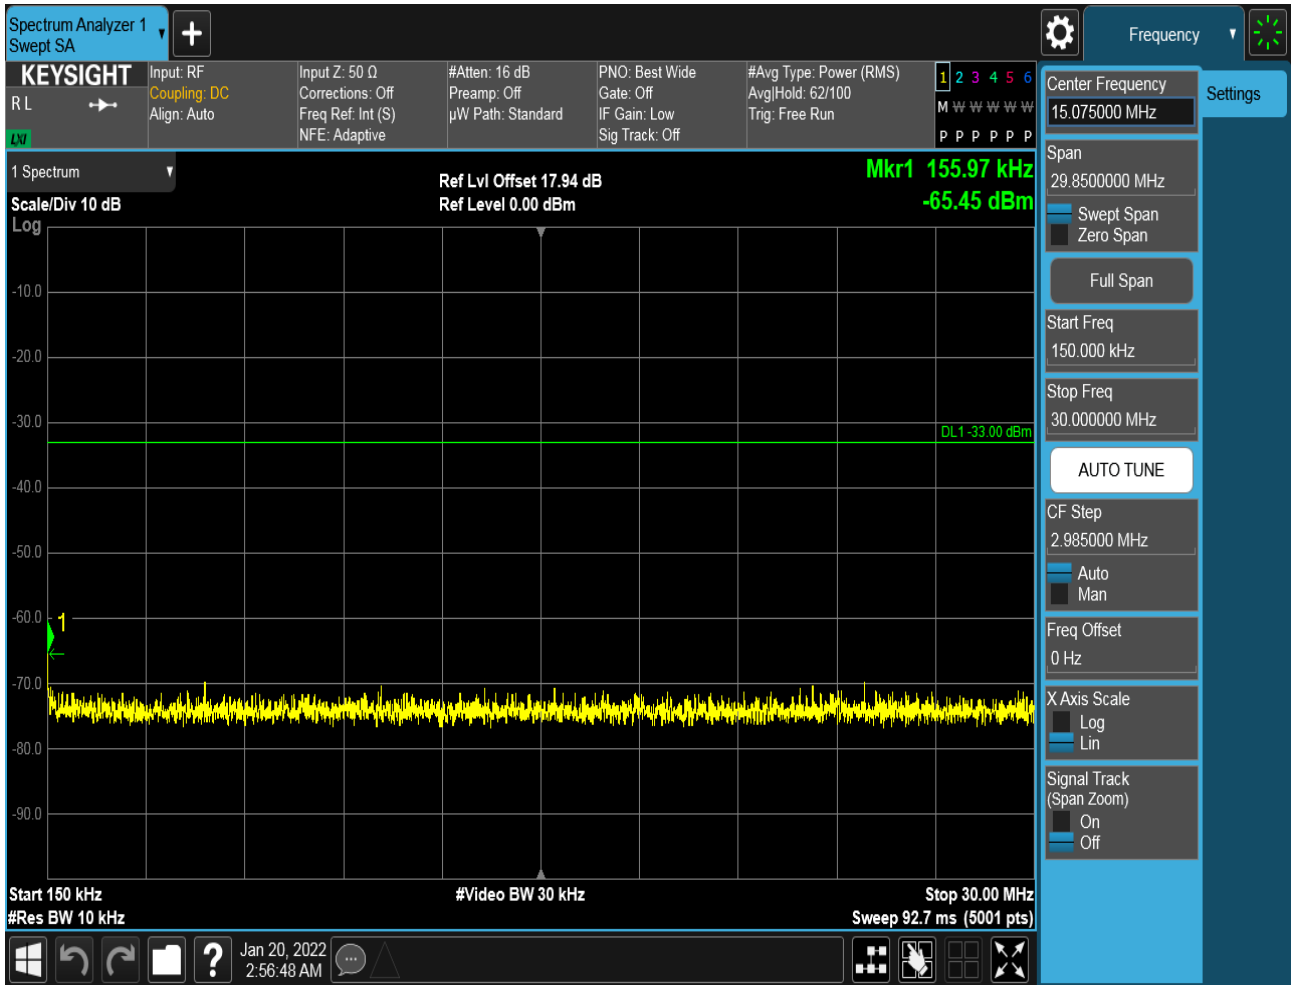 Spectrum Analyzer 1
Swept SA
Frequency
KEYSIGHT
R L
LXI
Input: RF
Coupling: DC
Align: Auto
Input Z: 50 Ω
Corrections: Off
Freq Ref: Int (S)
NFE: Adaptive
#Atten: 16 dB
Preamp: Off
µW Path: Standard
PNO: Best Wide
Gate: Off
IF Gain: Low
Sig Track: Off
#Avg Type: Power (RMS)
Avg|Hold: 62/100
Trig: Free Run
1 2 3 4 5 6
M W W W W W
P P P P P P
1 Spectrum
Scale/Div 10 dB
Log
Ref Lvl Offset 17.94 dB
Ref Level 0.00 dBm
Mkr1 155.97 kHz
-65.45 dBm
-10.0
-20.0
-30.0
DL1 -33.00 dBm
-40.0
-50.0
-60.0
1
-70.0
-80.0
-90.0
Start 150 kHz
#Video BW 30 kHz
Stop 30.00 MHz
#Res BW 10 kHz
Sweep 92.7 ms (5001 pts)
?
Jan 20, 2022
2:56:48 AM
Center Frequency
15.075000 MHz
Settings
Span
29.8500000 MHz
Swept Span
Zero Span
Full Span
Start Freq
150.000 kHz
Stop Freq
30.000000 MHz
AUTO TUNE
CF Step
2.985000 MHz
Auto
Man
Freq Offset
0 Hz
X Axis Scale
Log
Lin
Signal Track
(Span Zoom)
On
Off